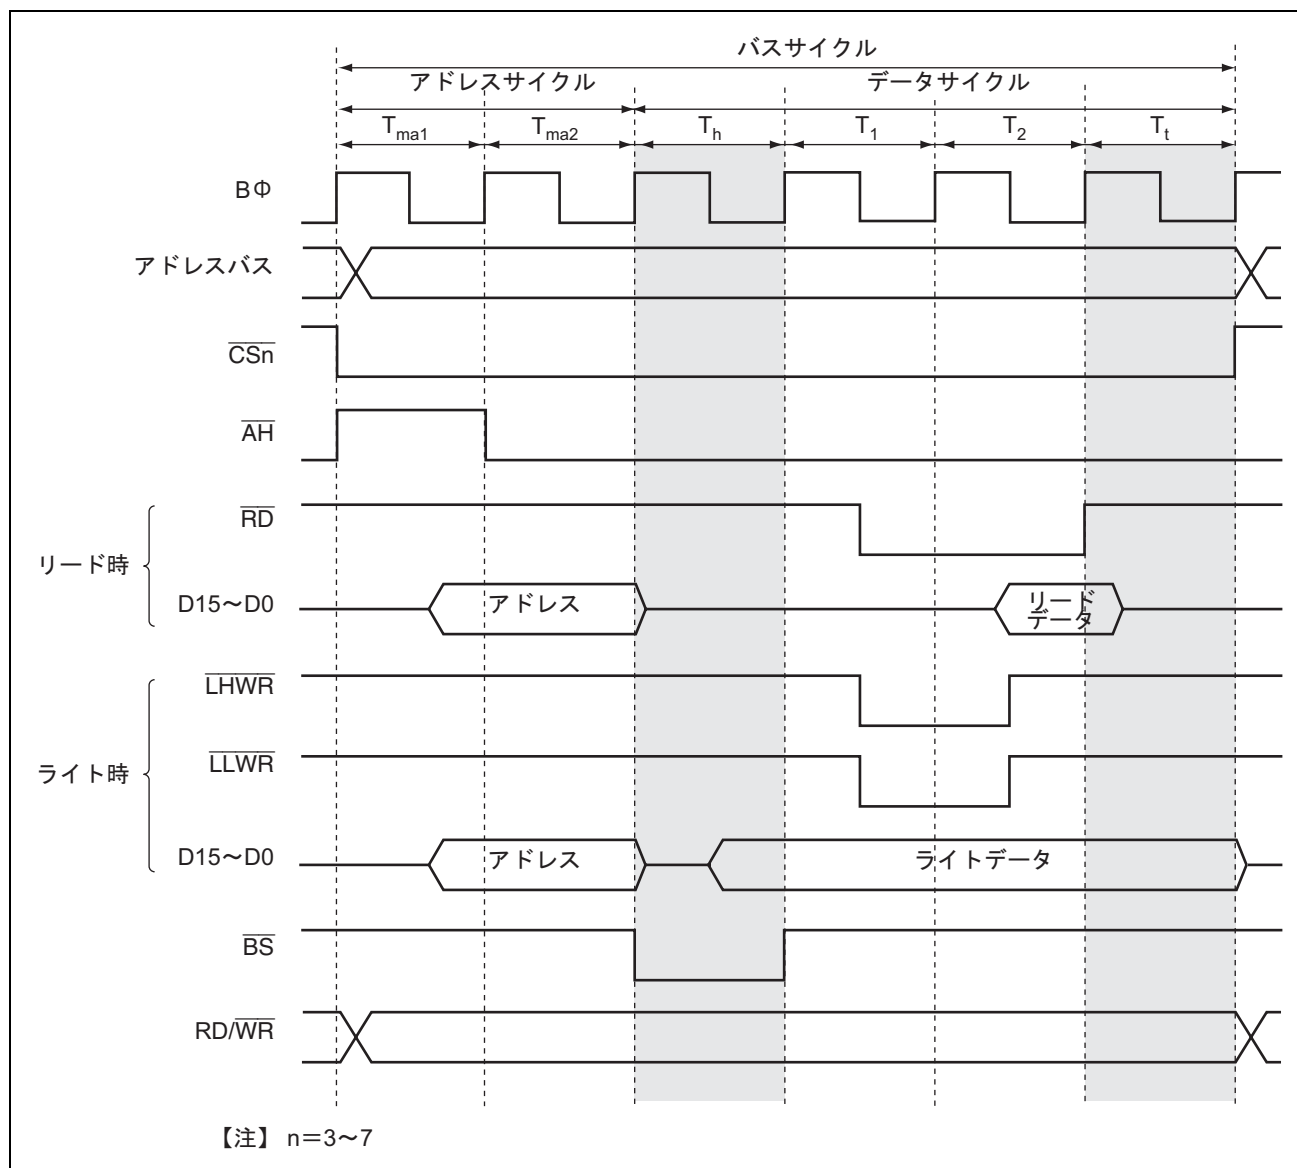 バスサイクル
アドレスサイクル データサイクル
Tma1 Tma2 Th T1 T2 Tt
BΦ
アドレスバス
CSn
AH
リード時
RD
D15～D0 アドレス リード
データ
ライト時
LHWR
LLWR
D15～D0 アドレス ライトデータ
BS
RD/WR
【注】 n＝3～7